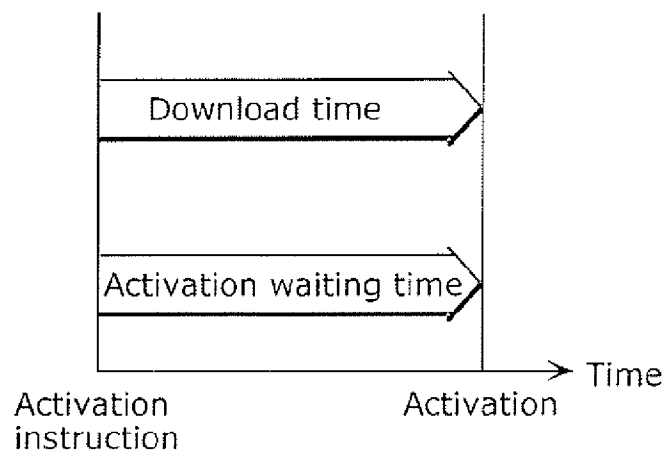 Download time
Activation waiting time
Time
Activation
instruction
Activation